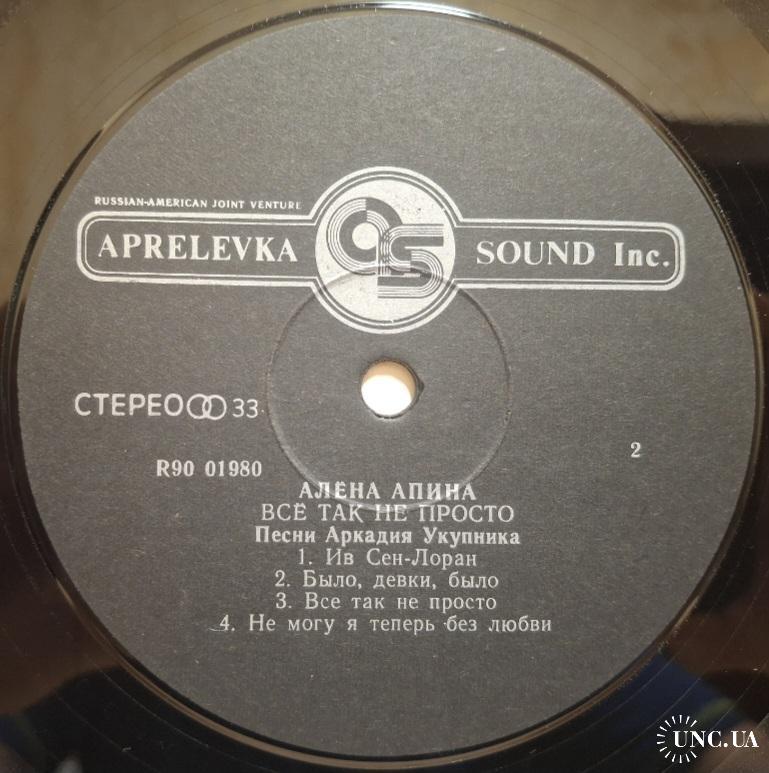 RUSSIAN-AMERICAN JOINT VENTURE
APRELEVKA SOUND Inc.
СТЕРЕО 33
2
R90 01980
АЛЁНА АПИНА
ВСЁ ТАК НЕ ПРОСТО
Песни Аркадия Укупника
1. Ив Сен-Лоран
2. Было, девки, было
3. Все так не просто
4. Не могу я теперь без любви
UNC.UA